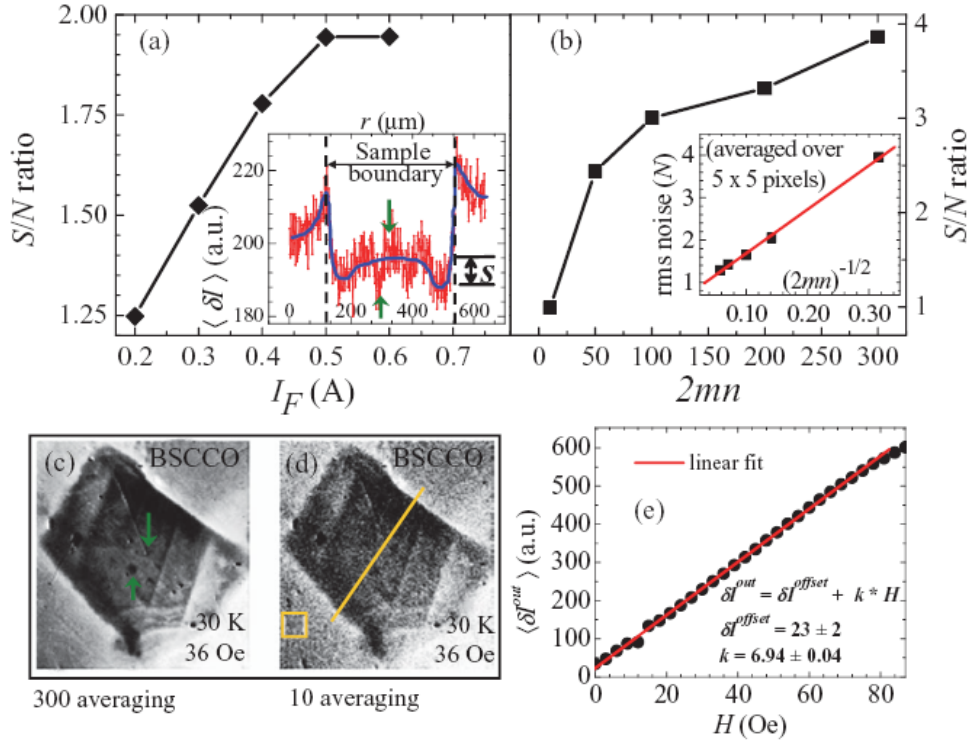 (a)
S/N ratio
2.00
1.75
1.50
1.25
0.2 0.3 0.4 0.5 0.6 0.7
I_F (A)
r (μm)
Sample
boundary
⟨ δI ⟩ (a.u.)
220
200
180
0 200 400 600
S
(b)
S/N ratio
4
3
2
1
0 50 100 150 200 250 300
2mn
(averaged over
5 x 5 pixels)
rms noise (N)
4
3
2
1
0.10 0.20 0.30
(2mn)^{-1/2}
(c)
BSCCO
30 K
36 Oe
300 averaging
(d)
BSCCO
30 K
36 Oe
10 averaging
(e)
linear fit
⟨δI^{out}⟩ (a.u.)
600
500
400
300
200
100
0
0 20 40 60 80
H (Oe)
δI^{out} = δI^{offset} + k * H
δI^{offset} = 23 ± 2
k = 6.94 ± 0.04